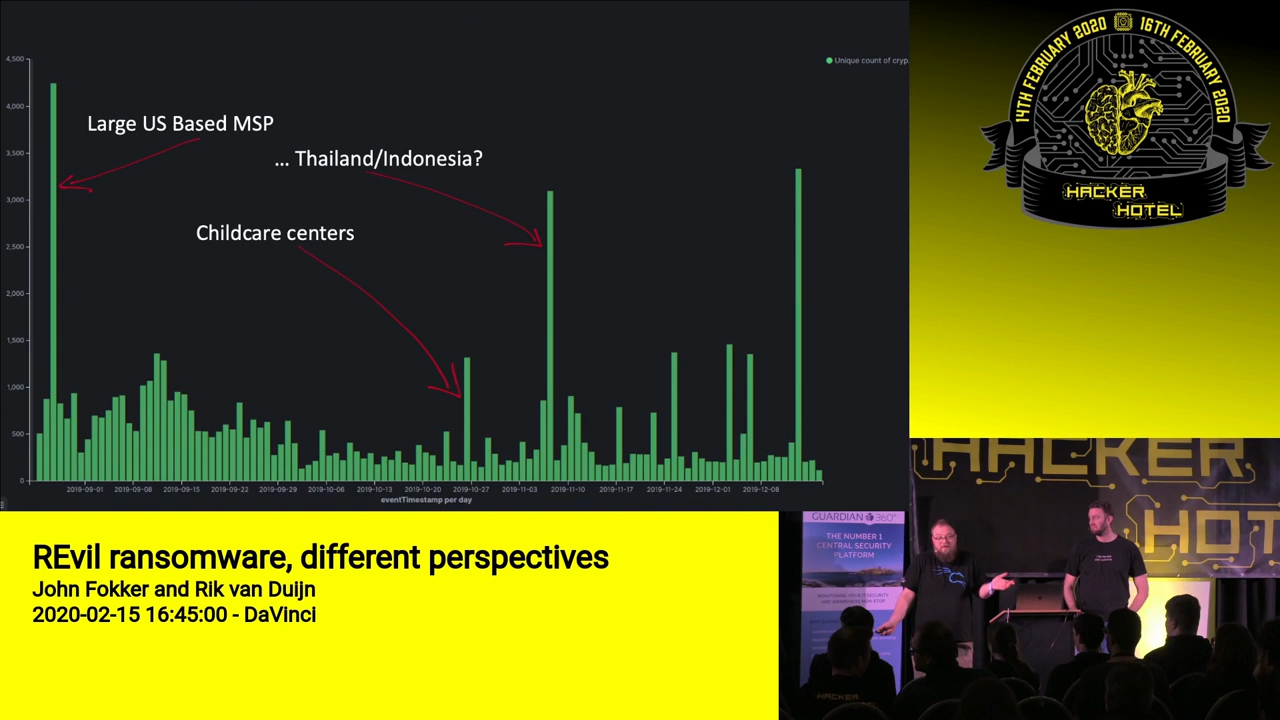 4,500
4,000
3,500
3,000
2,500
2,000
1,500
1,000
500
0
Unique count of cryp
Large US Based MSP
... Thailand/Indonesia?
Childcare centers
2019-09-01 2019-09-08 2019-09-15 2019-09-22 2019-09-29 2019-10-06 2019-10-13 2019-10-20 2019-10-27 2019-11-03 2019-11-10 2019-11-17 2019-11-24 2019-12-01 2019-12-08
eventTimestamp per day
14TH FEBRUARY 2020 16TH FEBRUARY 2020
HACKER
HOTEL
REvil ransomware, different perspectives
John Fokker and Rik van Duijn
2020-02-15 16:45:00 - DaVinci
HACKER
HOT
GUARDIAN 360°
THE NUMBER 1
CENTRAL SECURITY
PLATFORM
HACKER